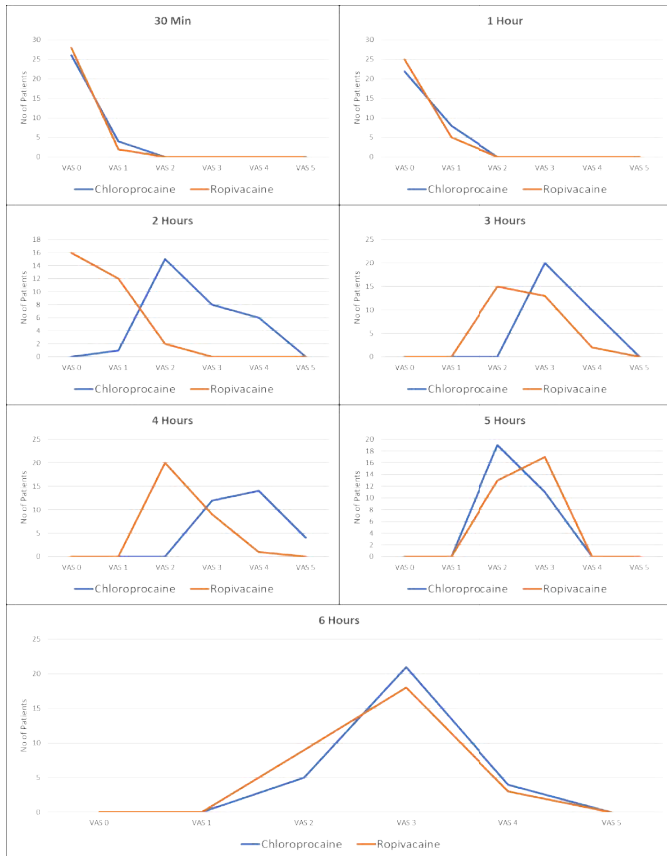 30 Min
No of Patients
30
25
20
15
10
5
0
VAS 0 VAS 1 VAS 2 VAS 3 VAS 4 VAS 5
Chloroprocaine Ropivacaine
1 Hour
No of Patients
30
25
20
15
10
5
0
VAS 0 VAS 1 VAS 2 VAS 3 VAS 4 VAS 5
Chloroprocaine Ropivacaine
2 Hours
No of Patients
18
16
14
12
10
8
6
4
2
0
VAS 0 VAS 1 VAS 2 VAS 3 VAS 4 VAS 5
Chloroprocaine Ropivacaine
3 Hours
No of Patients
25
20
15
10
5
0
VAS 0 VAS 1 VAS 2 VAS 3 VAS 4 VAS 5
Chloroprocaine Ropivacaine
4 Hours
No of Patients
25
20
15
10
5
0
VAS 0 VAS 1 VAS 2 VAS 3 VAS 4 VAS 5
Chloroprocaine Ropivacaine
5 Hours
No of Patients
20
18
16
14
12
10
8
6
4
2
0
VAS 0 VAS 1 VAS 2 VAS 3 VAS 4 VAS 5
Chloroprocaine Ropivacaine
6 Hours
No of Patients
25
20
15
10
5
0
VAS 0 VAS 1 VAS 2 VAS 3 VAS 4 VAS 5
Chloroprocaine Ropivacaine